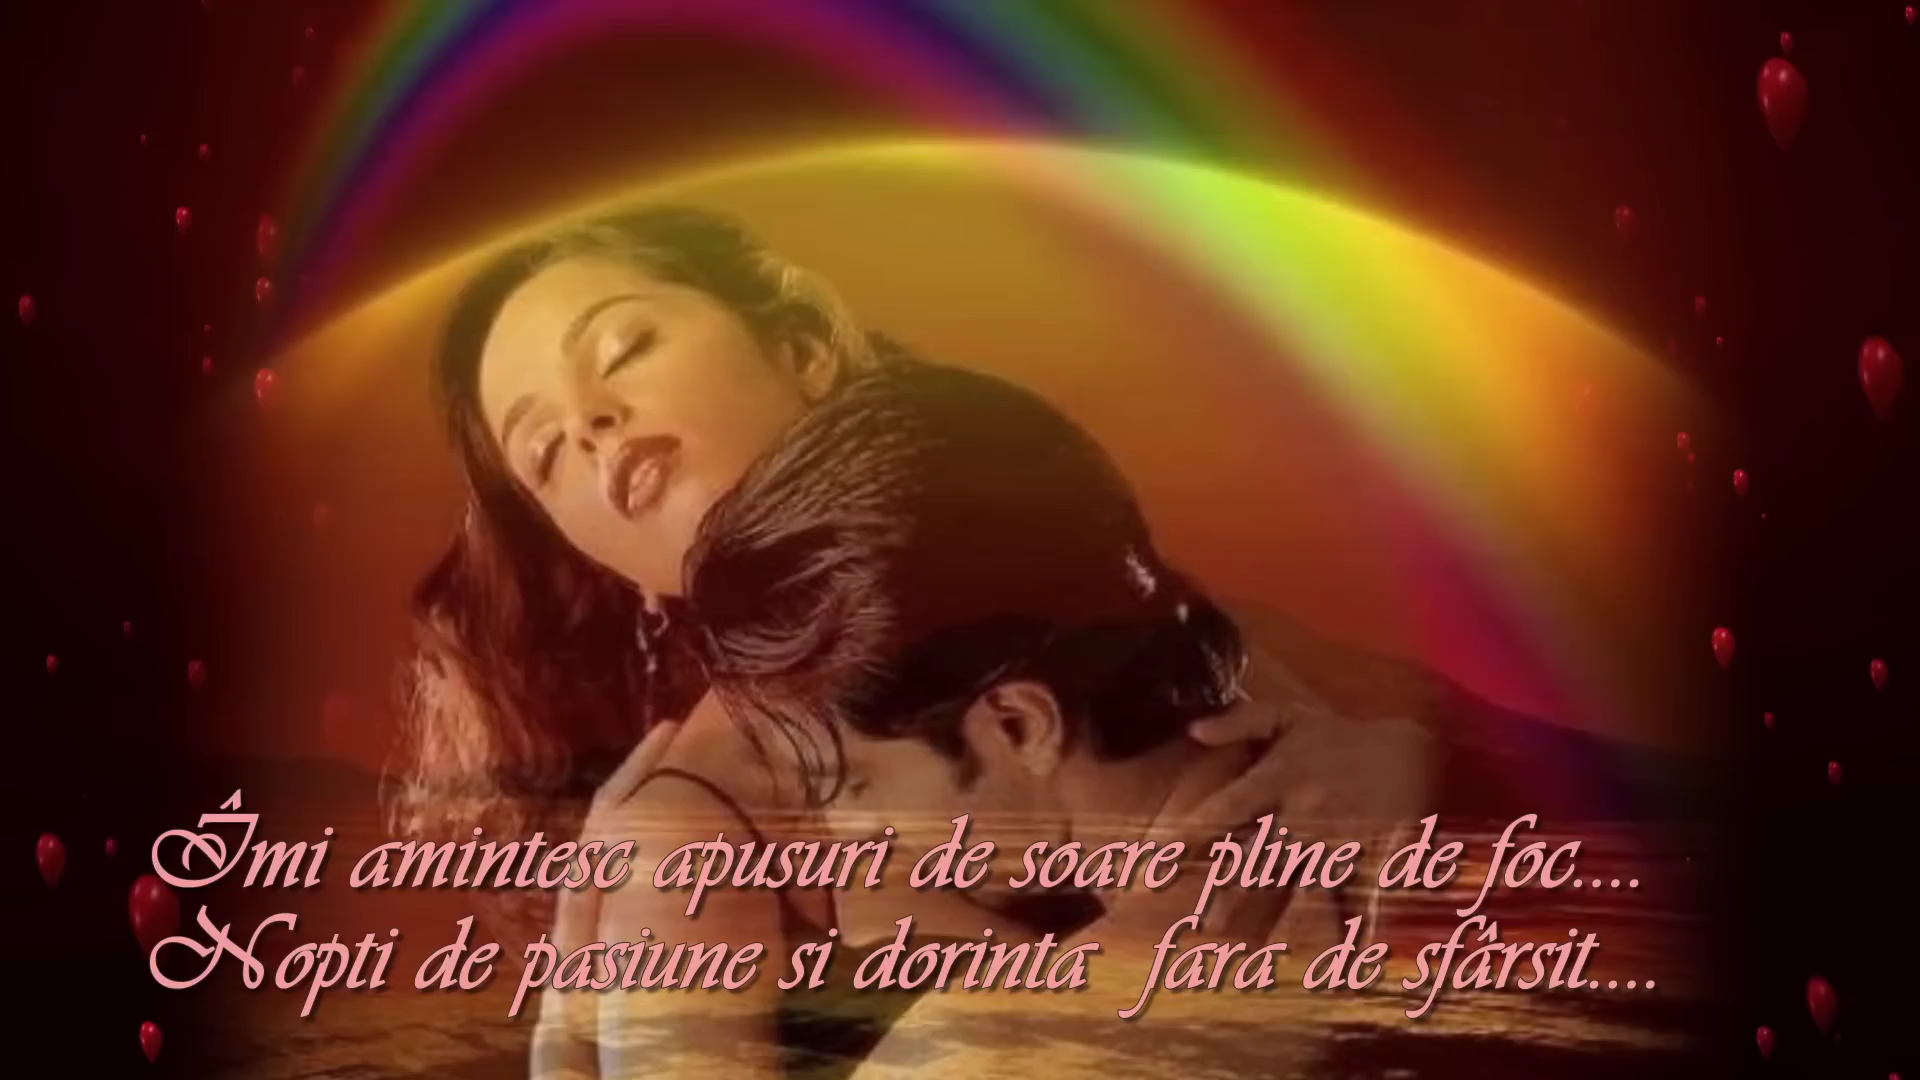 Îmi amintesc apusuri de soare pline de foc....
Nopti de pasiune si dorinta fara de sfârsit....